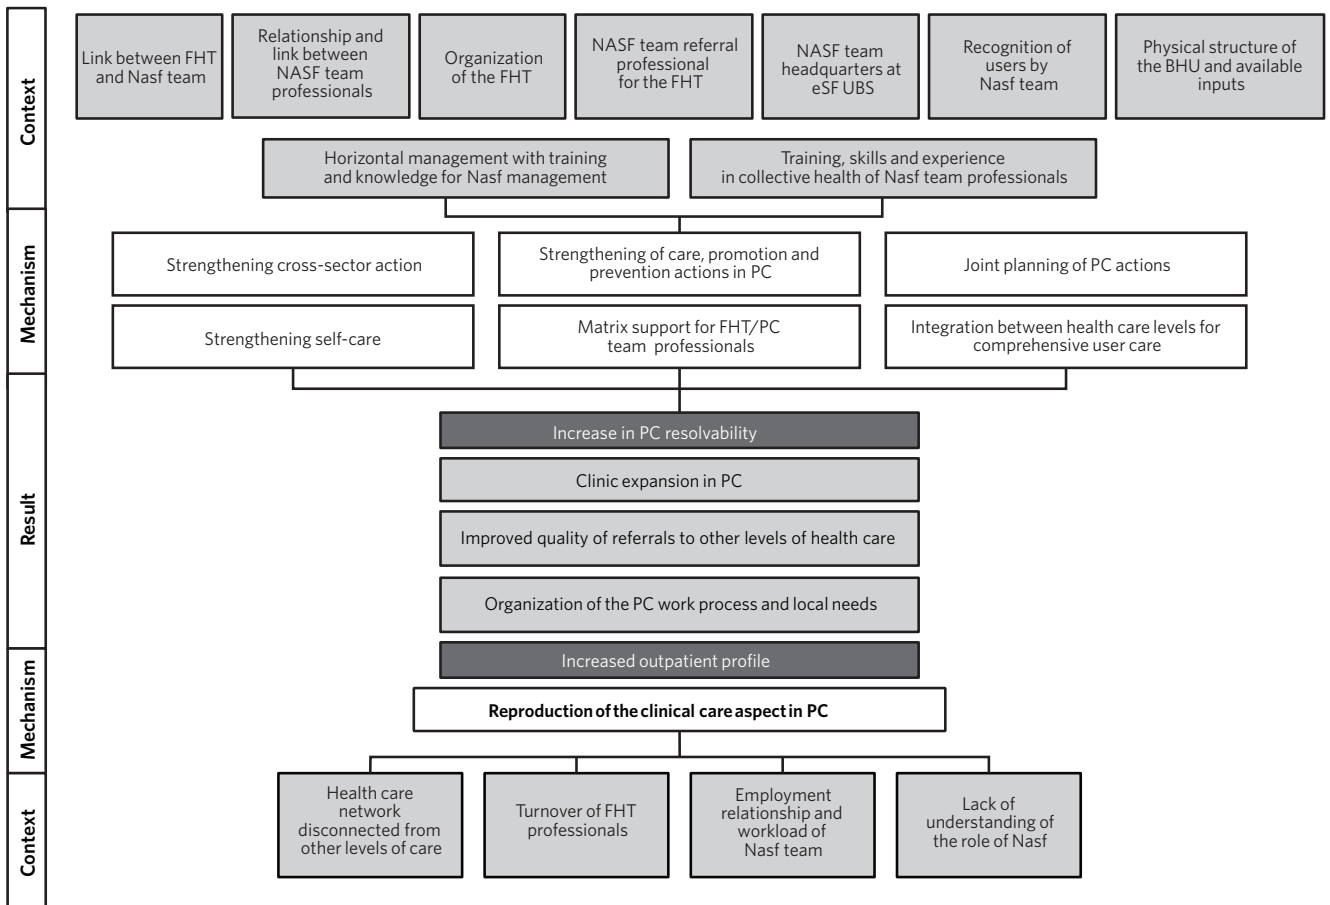 Context
Link between FHT
and Nasf team
Relationship and
link between
NASF team
professionals
Organization
of the FHT
NASF team referral
professional
for the FHT
NASF team
headquarters at
eSF UBS
Recognition of
users by
Nasf team
Physical structure of
the BHU and available
inputs
Horizontal management with training
and knowledge for Nasf management
Training, skills and experience
in collective health of Nasf team professionals
Mechanism
Strengthening cross-sector action
Strengthening of care, promotion and
prevention actions in PC
Joint planning of PC actions
Strengthening self-care
Matrix support for FHT/PC
team professionals
Integration between health care levels for
comprehensive user care
Result
Increase in PC resolvability
Clinic expansion in PC
Improved quality of referrals to other levels of health care
Organization of the PC work process and local needs
Increased outpatient profile
Mechanism
Reproduction of the clinical care aspect in PC
Context
Health care
network
disconnected from
other levels of care
Turnover of FHT
professionals
Employment
relationship and
workload of
Nasf team
Lack of
understanding of
the role of Nasf